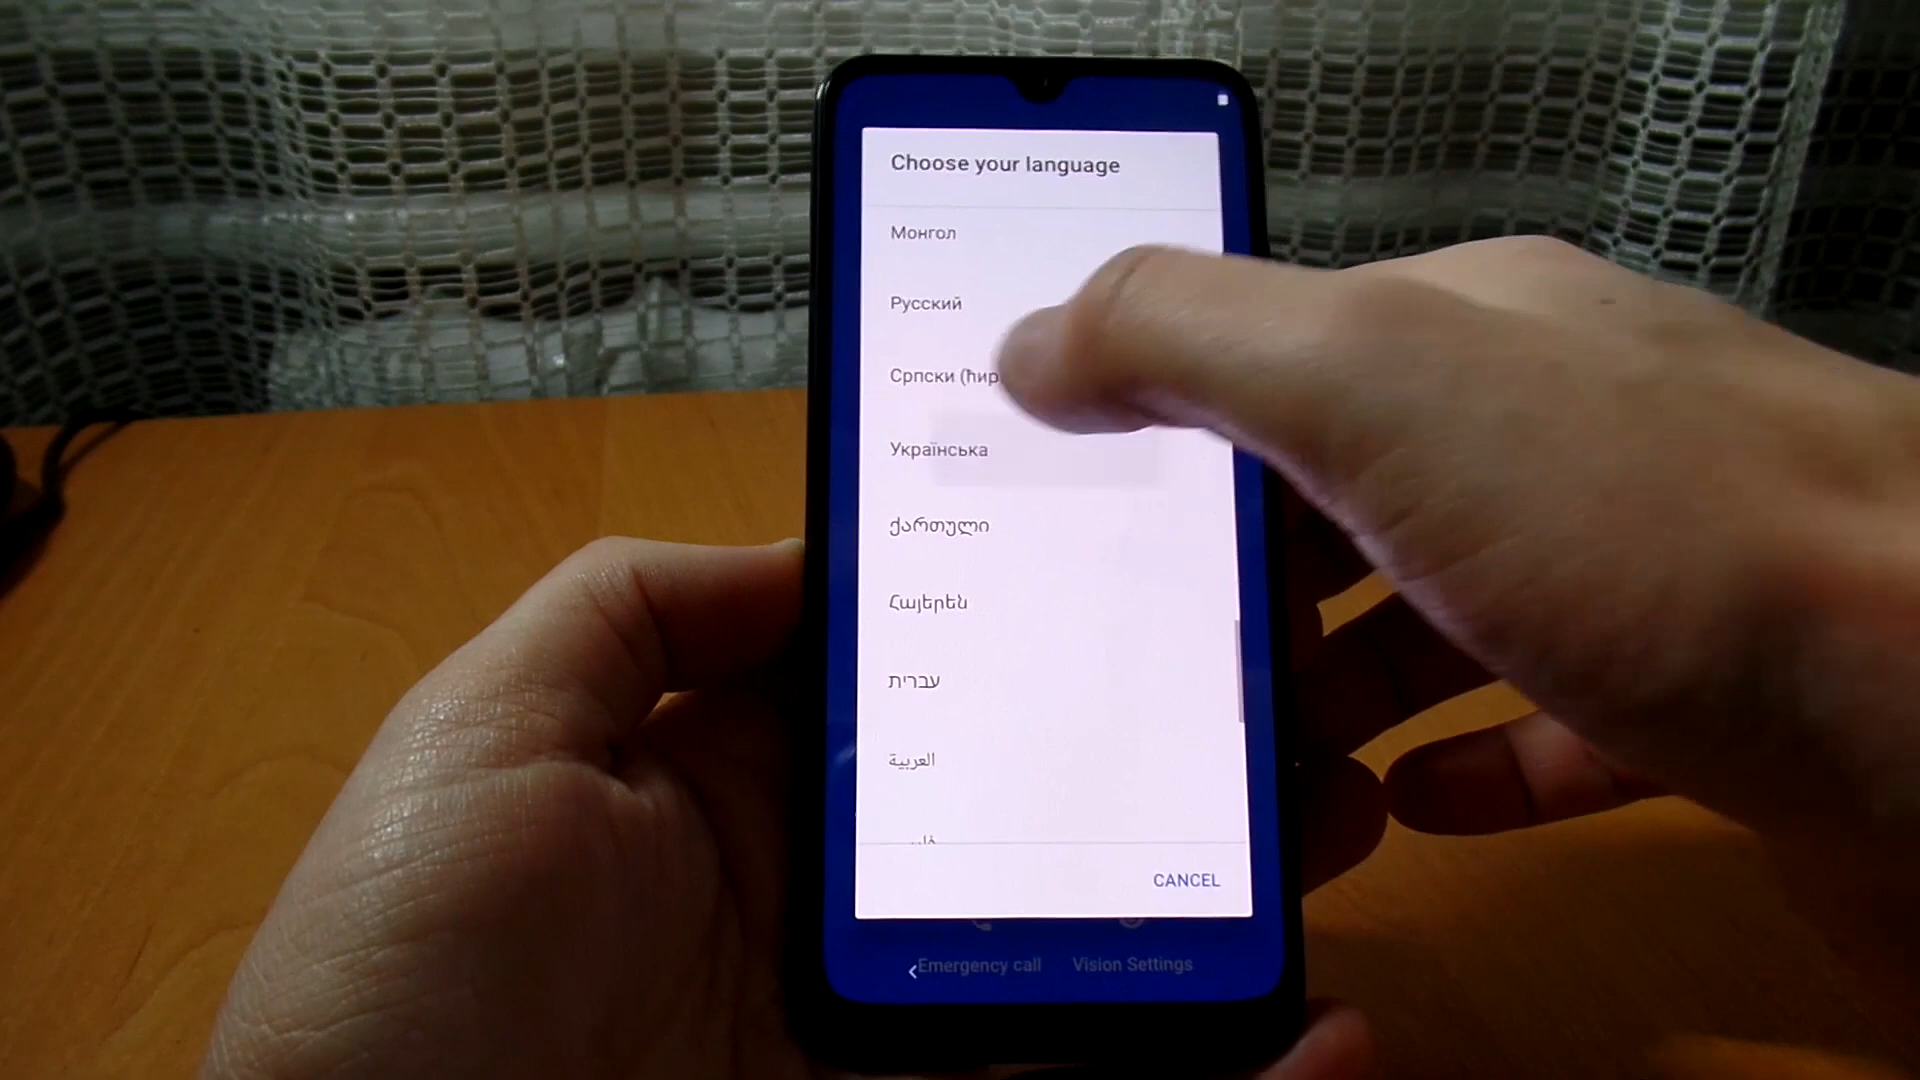 Choose your language
Монгол
Русский
Српски (ћир
Українська
ქართული
Հայերեն
עברית
العربية
CANCEL
Emergency call
Vision Settings